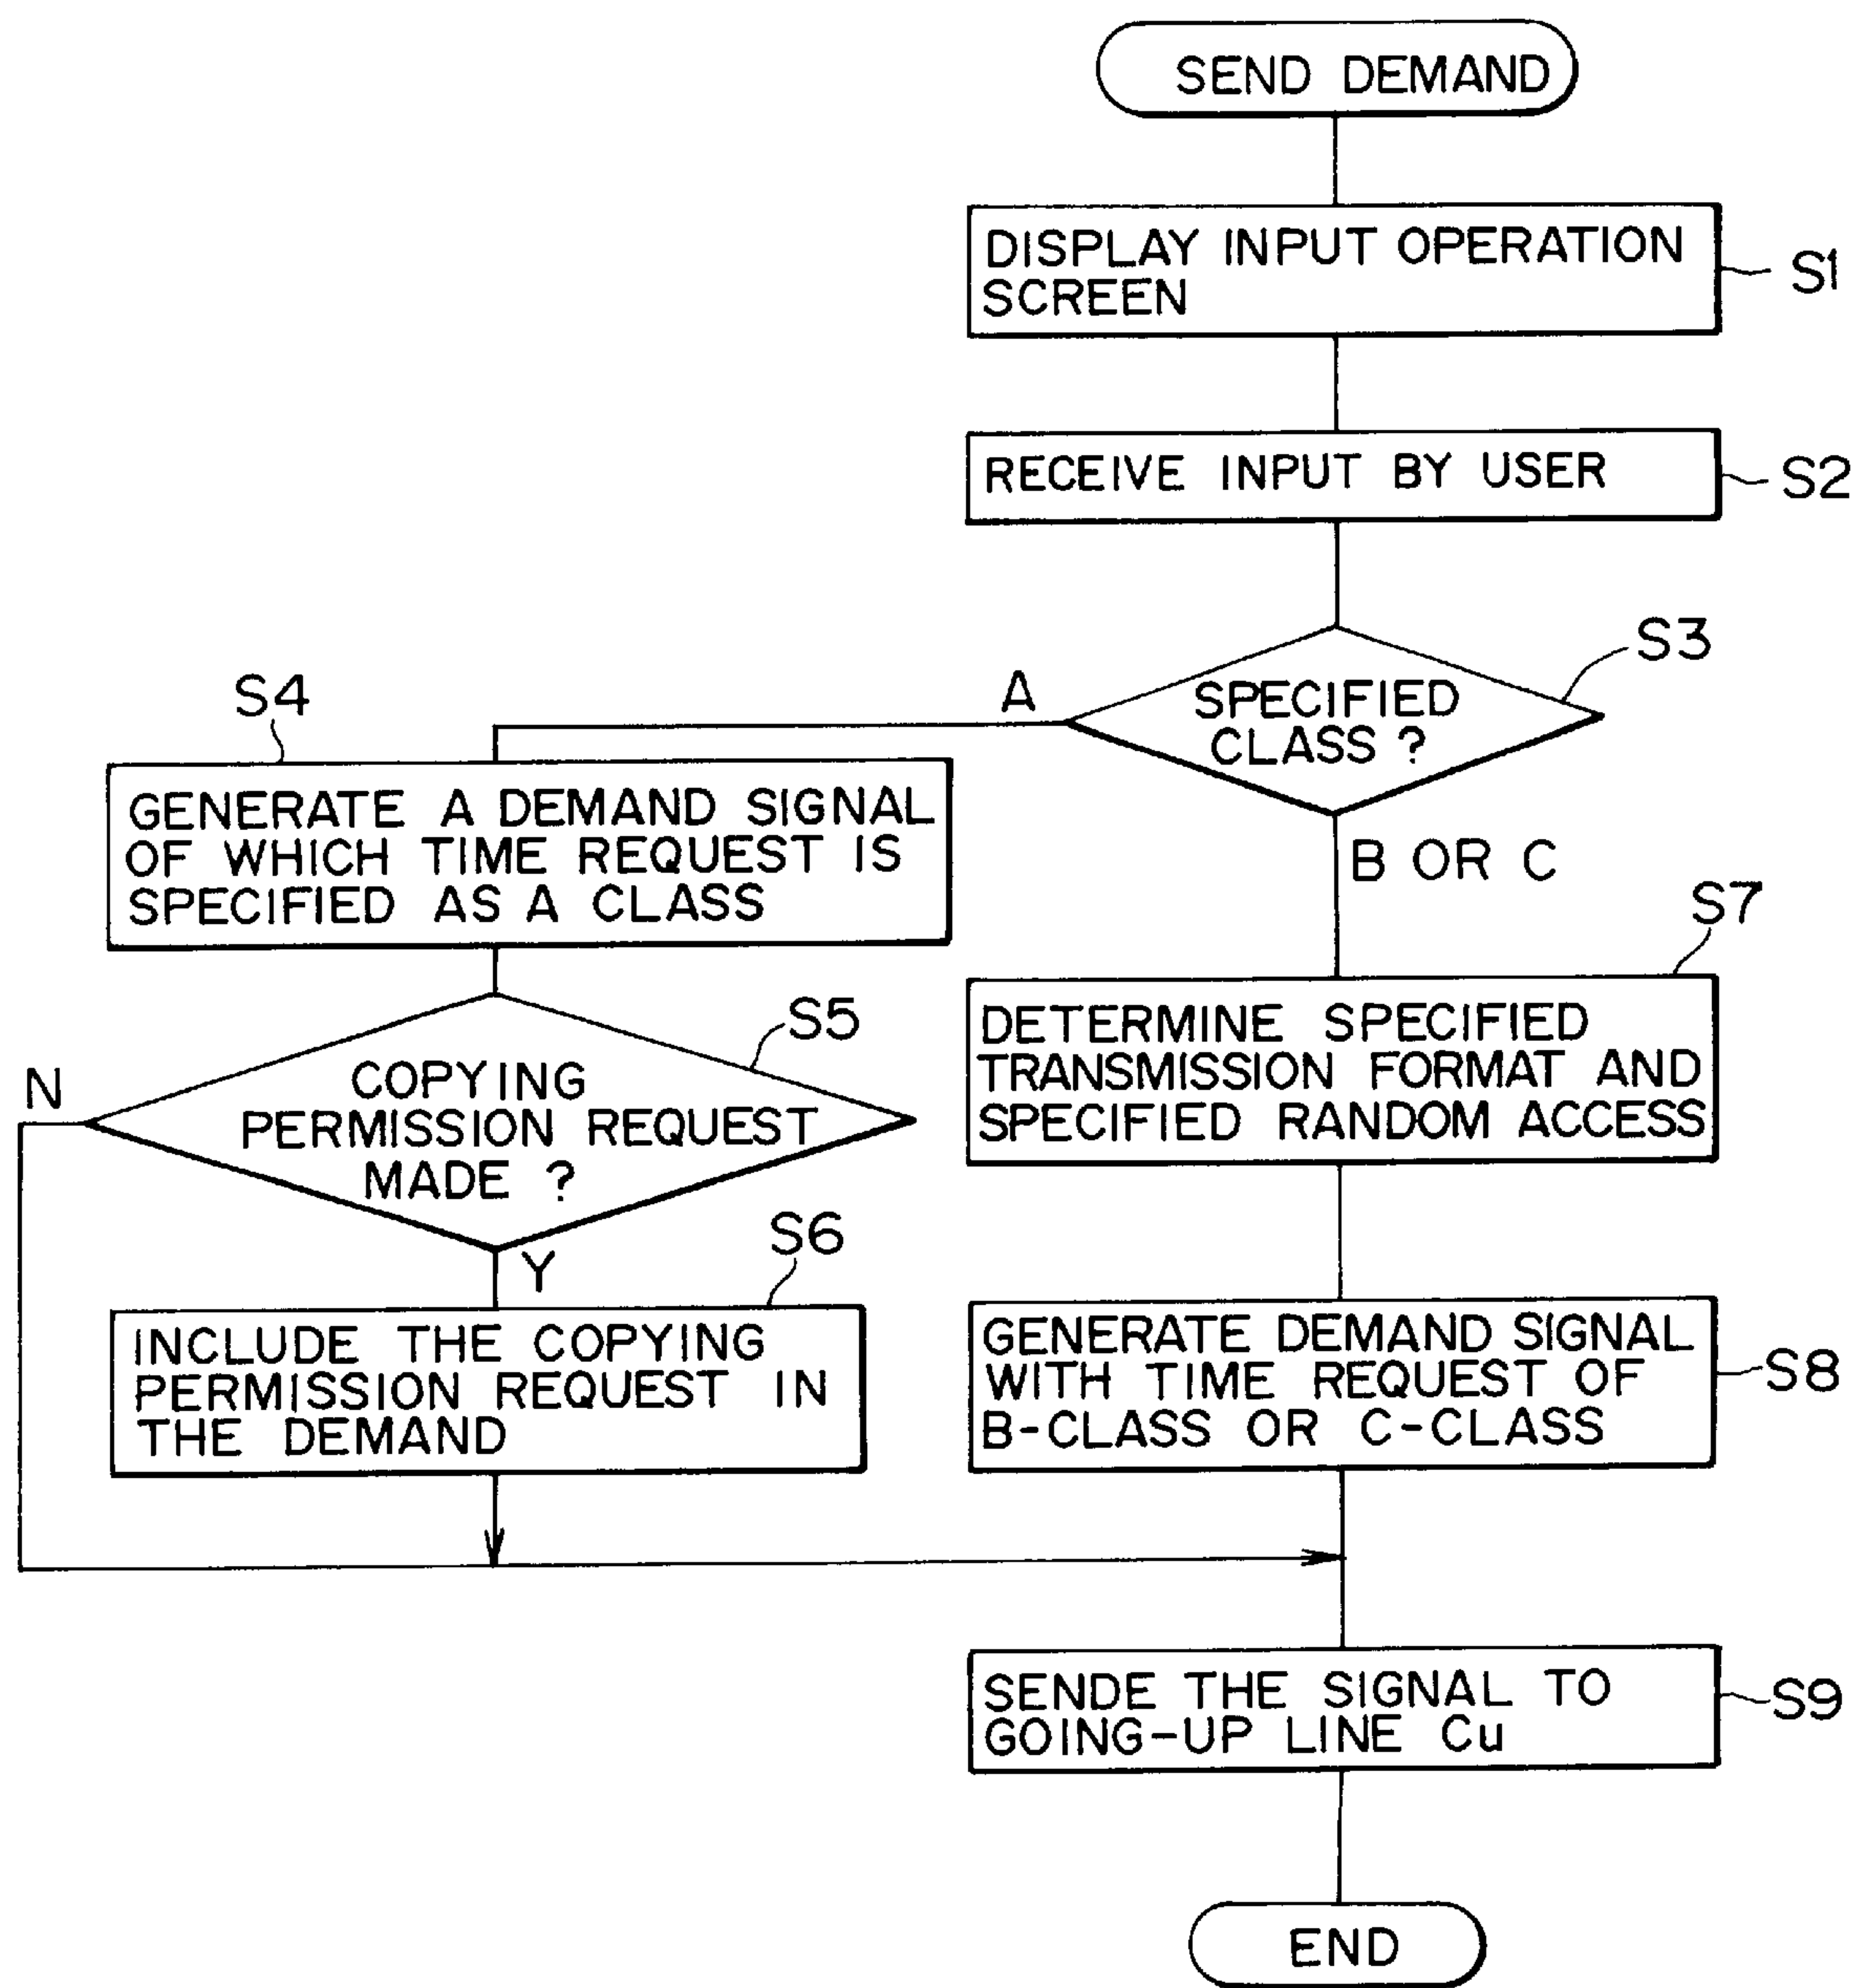 SEND DEMAND
DISPLAY INPUT OPERATION
SCREEN
S1
RECEIVE INPUT BY USER
S2
SPECIFIED
CLASS ?
S3
A
B OR C
S4
GENERATE A DEMAND SIGNAL
OF WHICH TIME REQUEST IS
SPECIFIED AS A CLASS
S5
COPYING
PERMISSION REQUEST
MADE ?
N
Y
S6
INCLUDE THE COPYING
PERMISSION REQUEST IN
THE DEMAND
S7
DETERMINE SPECIFIED
TRANSMISSION FORMAT AND
SPECIFIED RANDOM ACCESS
GENERATE DEMAND SIGNAL
WITH TIME REQUEST OF
B-CLASS OR C-CLASS
S8
SENDE THE SIGNAL TO
GOING-UP LINE Cu
S9
END